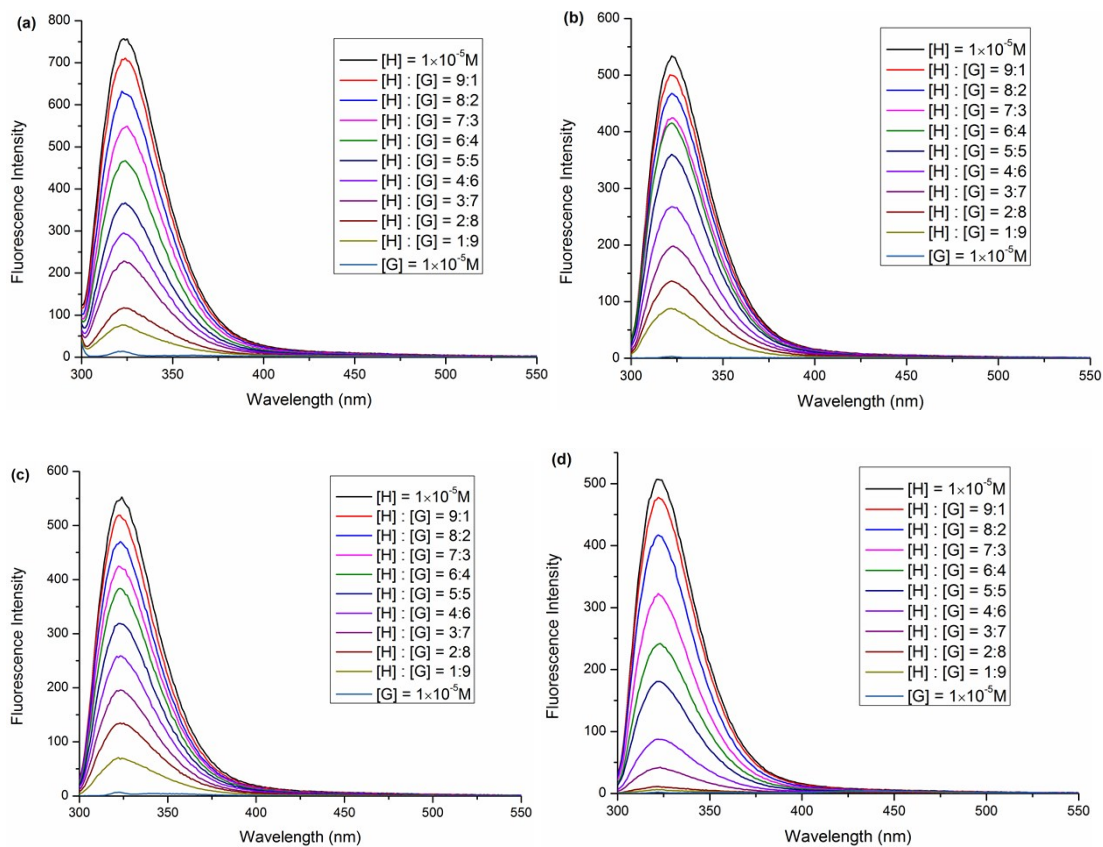 (a)
800
700
600
500
400
300
200
100
0
Fluorescence Intensity
300 350 400 450 500 550
Wavelength (nm)
[H] = 1×10⁻⁵M
[H] : [G] = 9:1
[H] : [G] = 8:2
[H] : [G] = 7:3
[H] : [G] = 6:4
[H] : [G] = 5:5
[H] : [G] = 4:6
[H] : [G] = 3:7
[H] : [G] = 2:8
[H] : [G] = 1:9
[G] = 1×10⁻⁵M
(b)
600
500
400
300
200
100
0
Fluorescence Intensity
300 350 400 450 500 550
Wavelength (nm)
[H] = 1×10⁻⁵M
[H] : [G] = 9:1
[H] : [G] = 8:2
[H] : [G] = 7:3
[H] : [G] = 6:4
[H] : [G] = 5:5
[H] : [G] = 4:6
[H] : [G] = 3:7
[H] : [G] = 2:8
[H] : [G] = 1:9
[G] = 1×10⁻⁵M
(c)
600
500
400
300
200
100
0
Fluorescence Intensity
300 350 400 450 500 550
Wavelength (nm)
[H] = 1×10⁻⁵M
[H] : [G] = 9:1
[H] : [G] = 8:2
[H] : [G] = 7:3
[H] : [G] = 6:4
[H] : [G] = 5:5
[H] : [G] = 4:6
[H] : [G] = 3:7
[H] : [G] = 2:8
[H] : [G] = 1:9
[G] = 1×10⁻⁵M
(d)
500
400
300
200
100
0
Fluorescence Intensity
300 350 400 450 500 550
Wavelength (nm)
[H] = 1×10⁻⁵M
[H] : [G] = 9:1
[H] : [G] = 8:2
[H] : [G] = 7:3
[H] : [G] = 6:4
[H] : [G] = 5:5
[H] : [G] = 4:6
[H] : [G] = 3:7
[H] : [G] = 2:8
[H] : [G] = 1:9
[G] = 1×10⁻⁵M